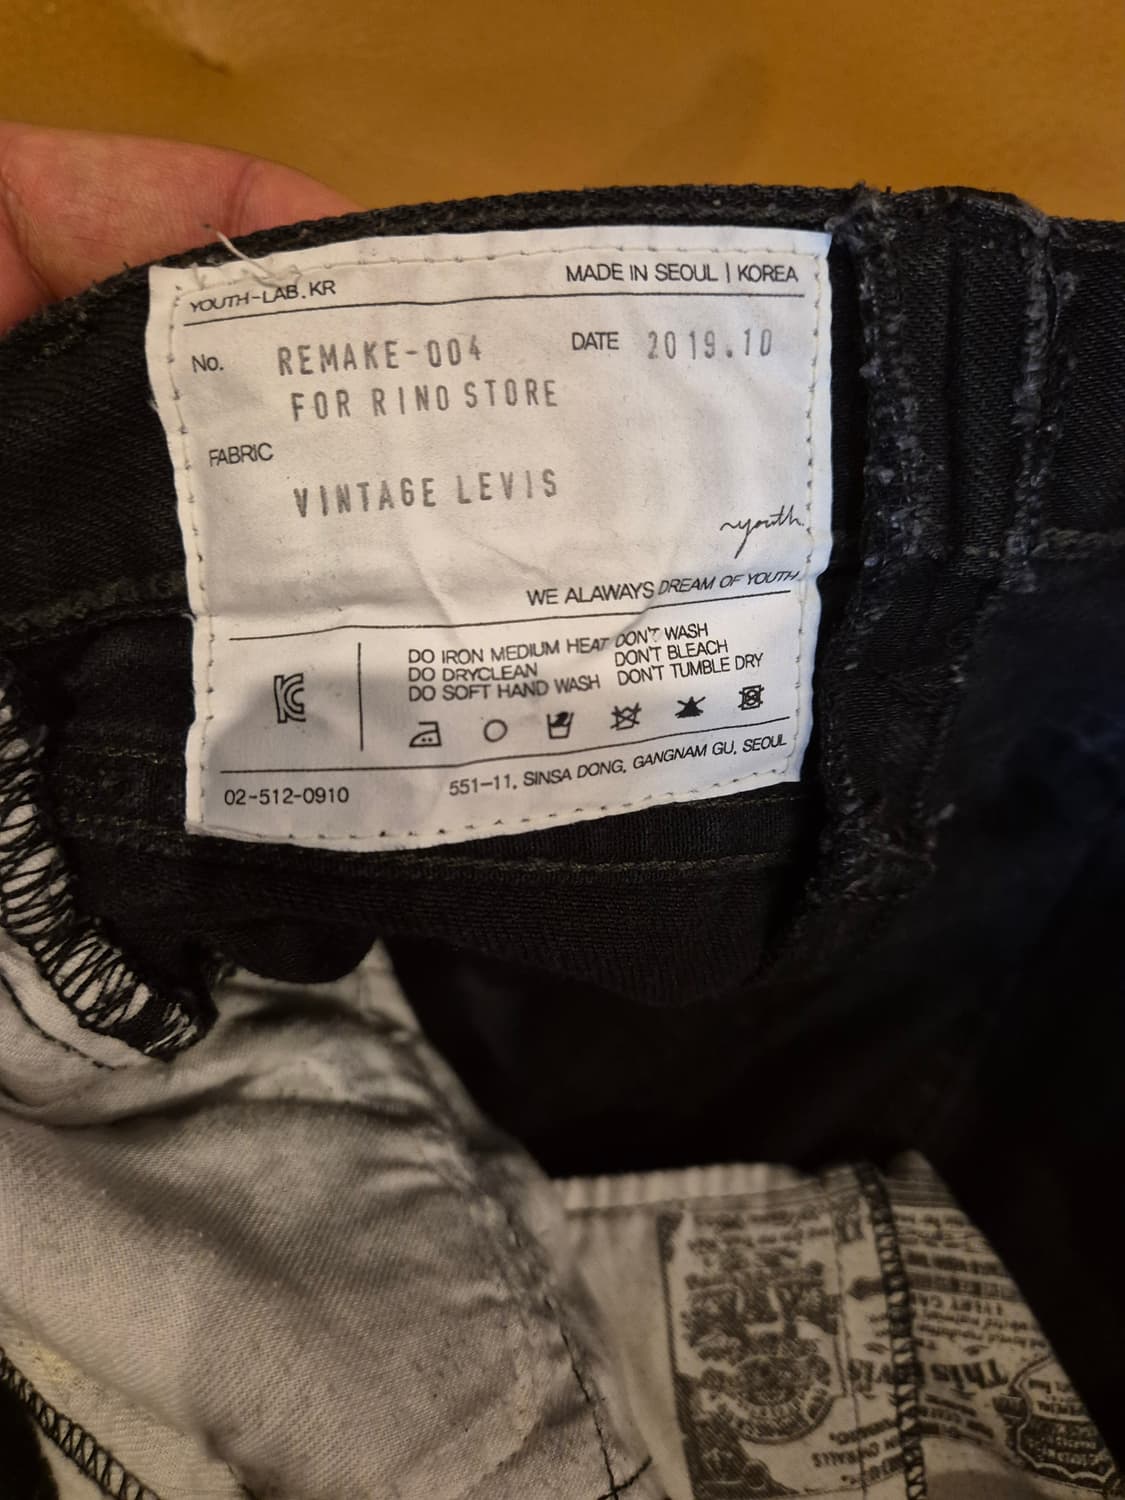 YOUTH-LAB.KR MADE IN SEOUL | KOREA
No. REMAKE-004 DATE 2019.10
FOR RINO STORE
FABRIC
VINTAGE LEVIS
youth
WE ALAWAYS DREAM OF YOUTH
DO IRON MEDIUM HEAT DON'T WASH
DO DRYCLEAN DON'T BLEACH
DO SOFT HAND WASH DON'T TUMBLE DRY
02-512-0910 551-11, SINSA DONG, GANGNAM GU, SEOUL
This